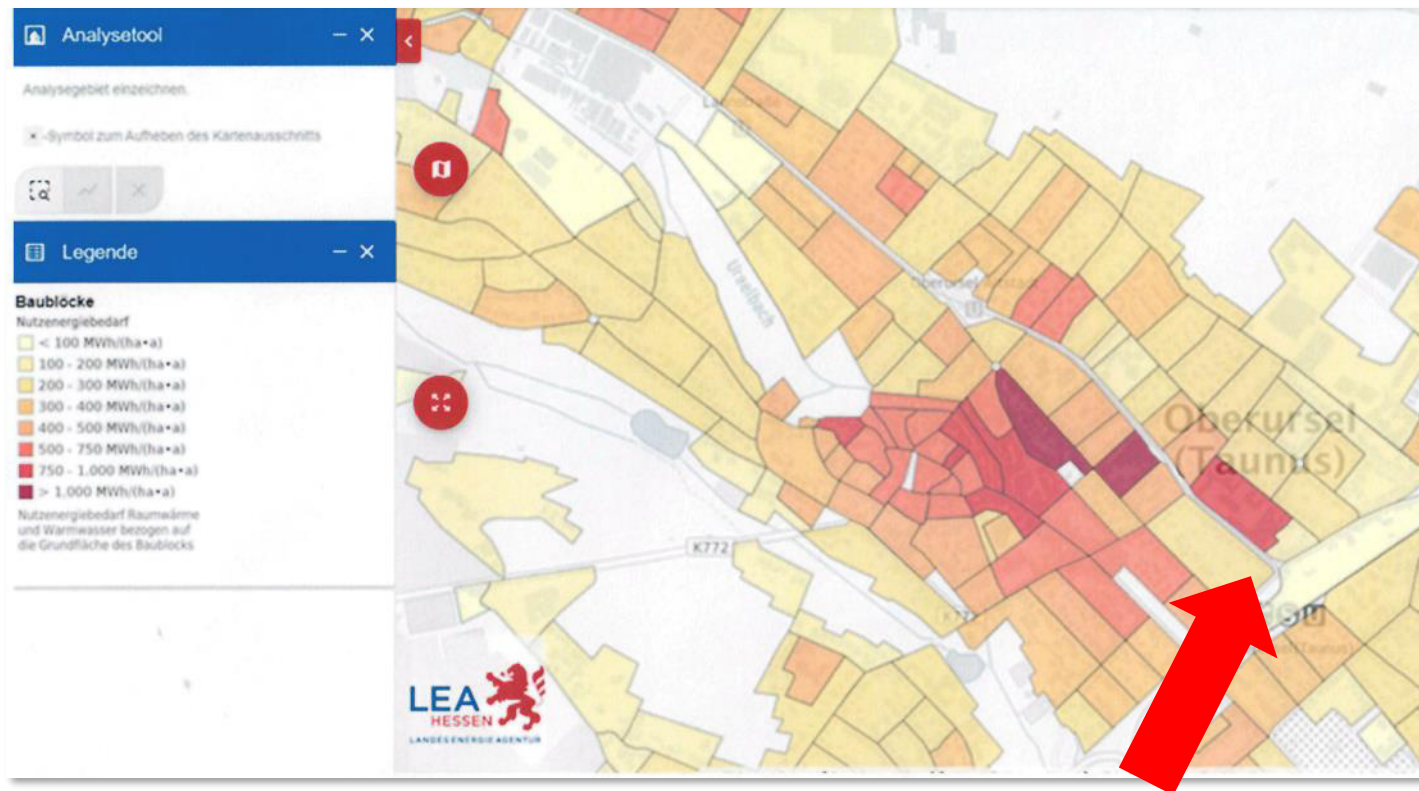 Analysetool
Analysegebiet einzeichnen.
x -Symbol zum Aufheben des Kartenausschnitts
Legende
Baublöcke
Nutzenergiebedarf
< 100 MWh/(ha•a)
100 - 200 MWh/(ha•a)
200 - 300 MWh/(ha•a)
300 - 400 MWh/(ha•a)
400 - 500 MWh/(ha•a)
500 - 750 MWh/(ha•a)
750 - 1.000 MWh/(ha•a)
> 1.000 MWh/(ha•a)
Nutzenergiebedarf Raumwärme
und Warmwasser bezogen auf
die Grundfläche des Baublocks
Urselbach
Oberursel
Oberursel
(Taunus)
K772
LEA
HESSEN
LANDESENERGIEAGENTUR